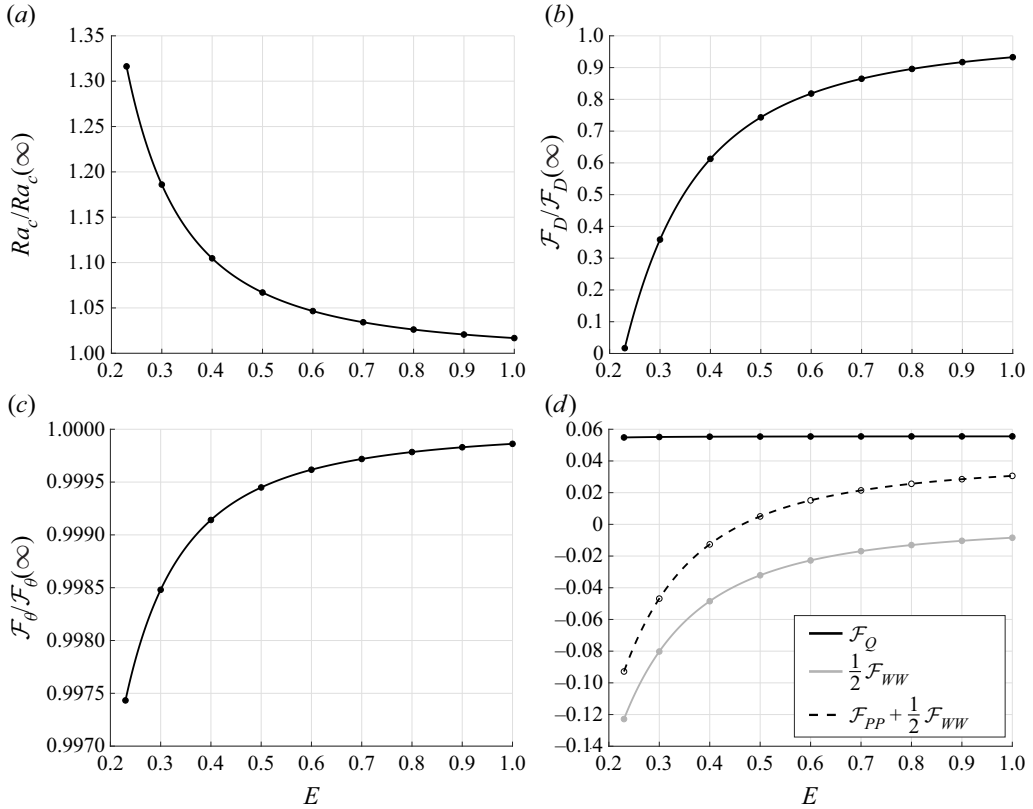 (a)
1.35
1.30
1.25
1.20
1.15
1.10
1.05
1.00
0.2 0.3 0.4 0.5 0.6 0.7 0.8 0.9 1.0
Ra_c/Ra_c(∞)
(b)
1.0
0.9
0.8
0.7
0.6
0.5
0.4
0.3
0.2
0.1
0
0.2 0.3 0.4 0.5 0.6 0.7 0.8 0.9 1.0
ℱ_D/ℱ_D(∞)
(c)
1.0000
0.9995
0.9990
0.9985
0.9980
0.9975
0.9970
0.2 0.3 0.4 0.5 0.6 0.7 0.8 0.9 1.0
ℱ_θ/ℱ_θ(∞)
E
(d)
0.06
0.04
0.02
0
−0.02
−0.04
−0.06
−0.08
−0.10
−0.12
−0.14
0.2 0.3 0.4 0.5 0.6 0.7 0.8 0.9 1.0
E
ℱ_Q
1/2 ℱ_WW
ℱ_PP + 1/2 ℱ_WW